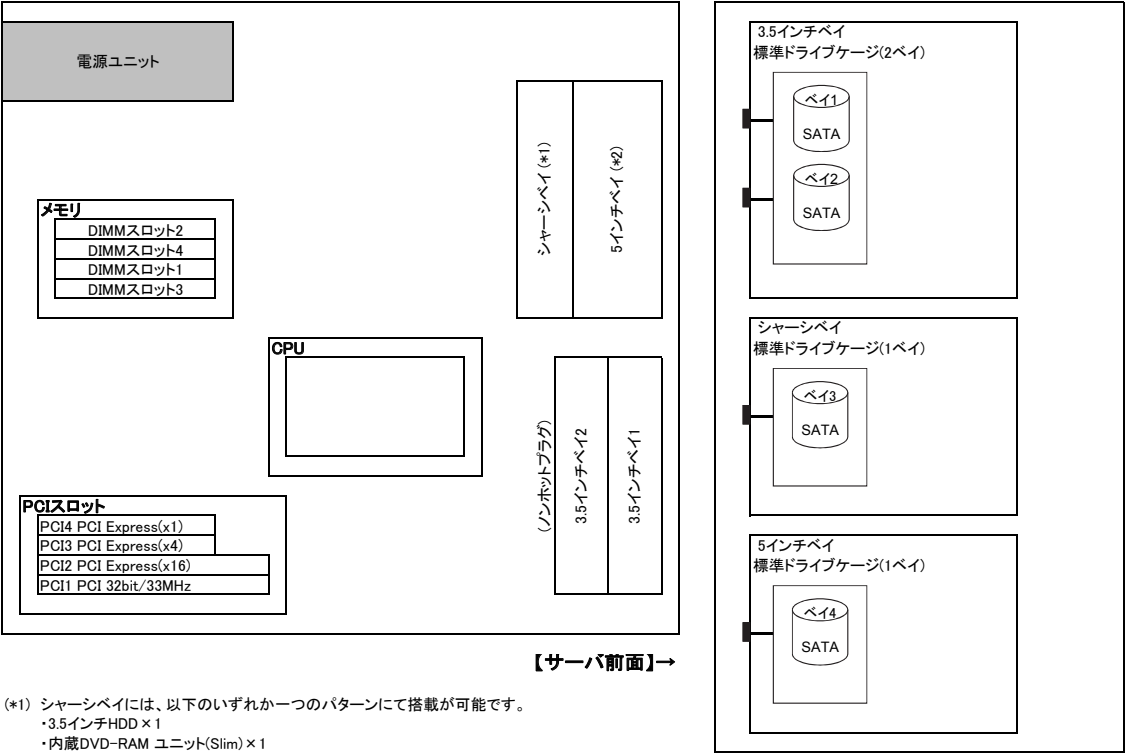 電源ユニット
シャーシベイ (*1)
5インチベイ (*2)
メモリ
DIMMスロット2
DIMMスロット4
DIMMスロット1
DIMMスロット3
CPU
(ノンホットプラグ)
3.5インチベイ2
3.5インチベイ1
PCIスロット
PCI4 PCI Express(x1)
PCI3 PCI Express(x4)
PCI2 PCI Express(x16)
PCI1 PCI 32bit/33MHz
【サーバ前面】→
(*1) シャーシベイには、以下のいずれか一つのパターンにて搭載が可能です。
・3.5インチHDD×1
・内蔵DVD-RAM ユニット(Slim)×1
3.5インチベイ
標準ドライブケージ(2ベイ)
ベイ1
SATA
ベイ2
SATA
シャーシベイ
標準ドライブケージ(1ベイ)
ベイ3
SATA
5インチベイ
標準ドライブケージ(1ベイ)
ベイ4
SATA